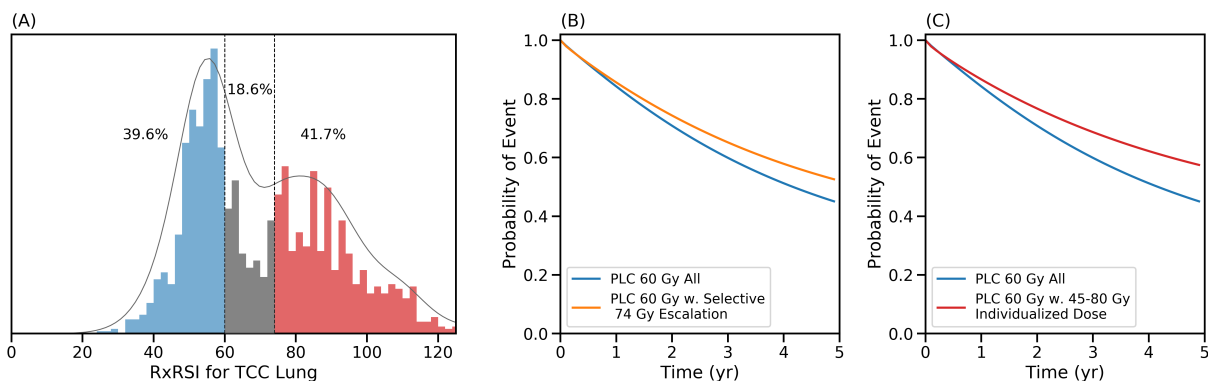 (A)
39.6%
18.6%
41.7%
0 20 40 60 80 100 120
RxRSI for TCC Lung
(B)
Probability of Event
1.0
0.8
0.6
0.4
0.2
0.0
PLC 60 Gy All
PLC 60 Gy w. Selective
74 Gy Escalation
0 1 2 3 4 5
Time (yr)
(C)
Probability of Event
1.0
0.8
0.6
0.4
0.2
0.0
PLC 60 Gy All
PLC 60 Gy w. 45-80 Gy
Individualized Dose
0 1 2 3 4 5
Time (yr)